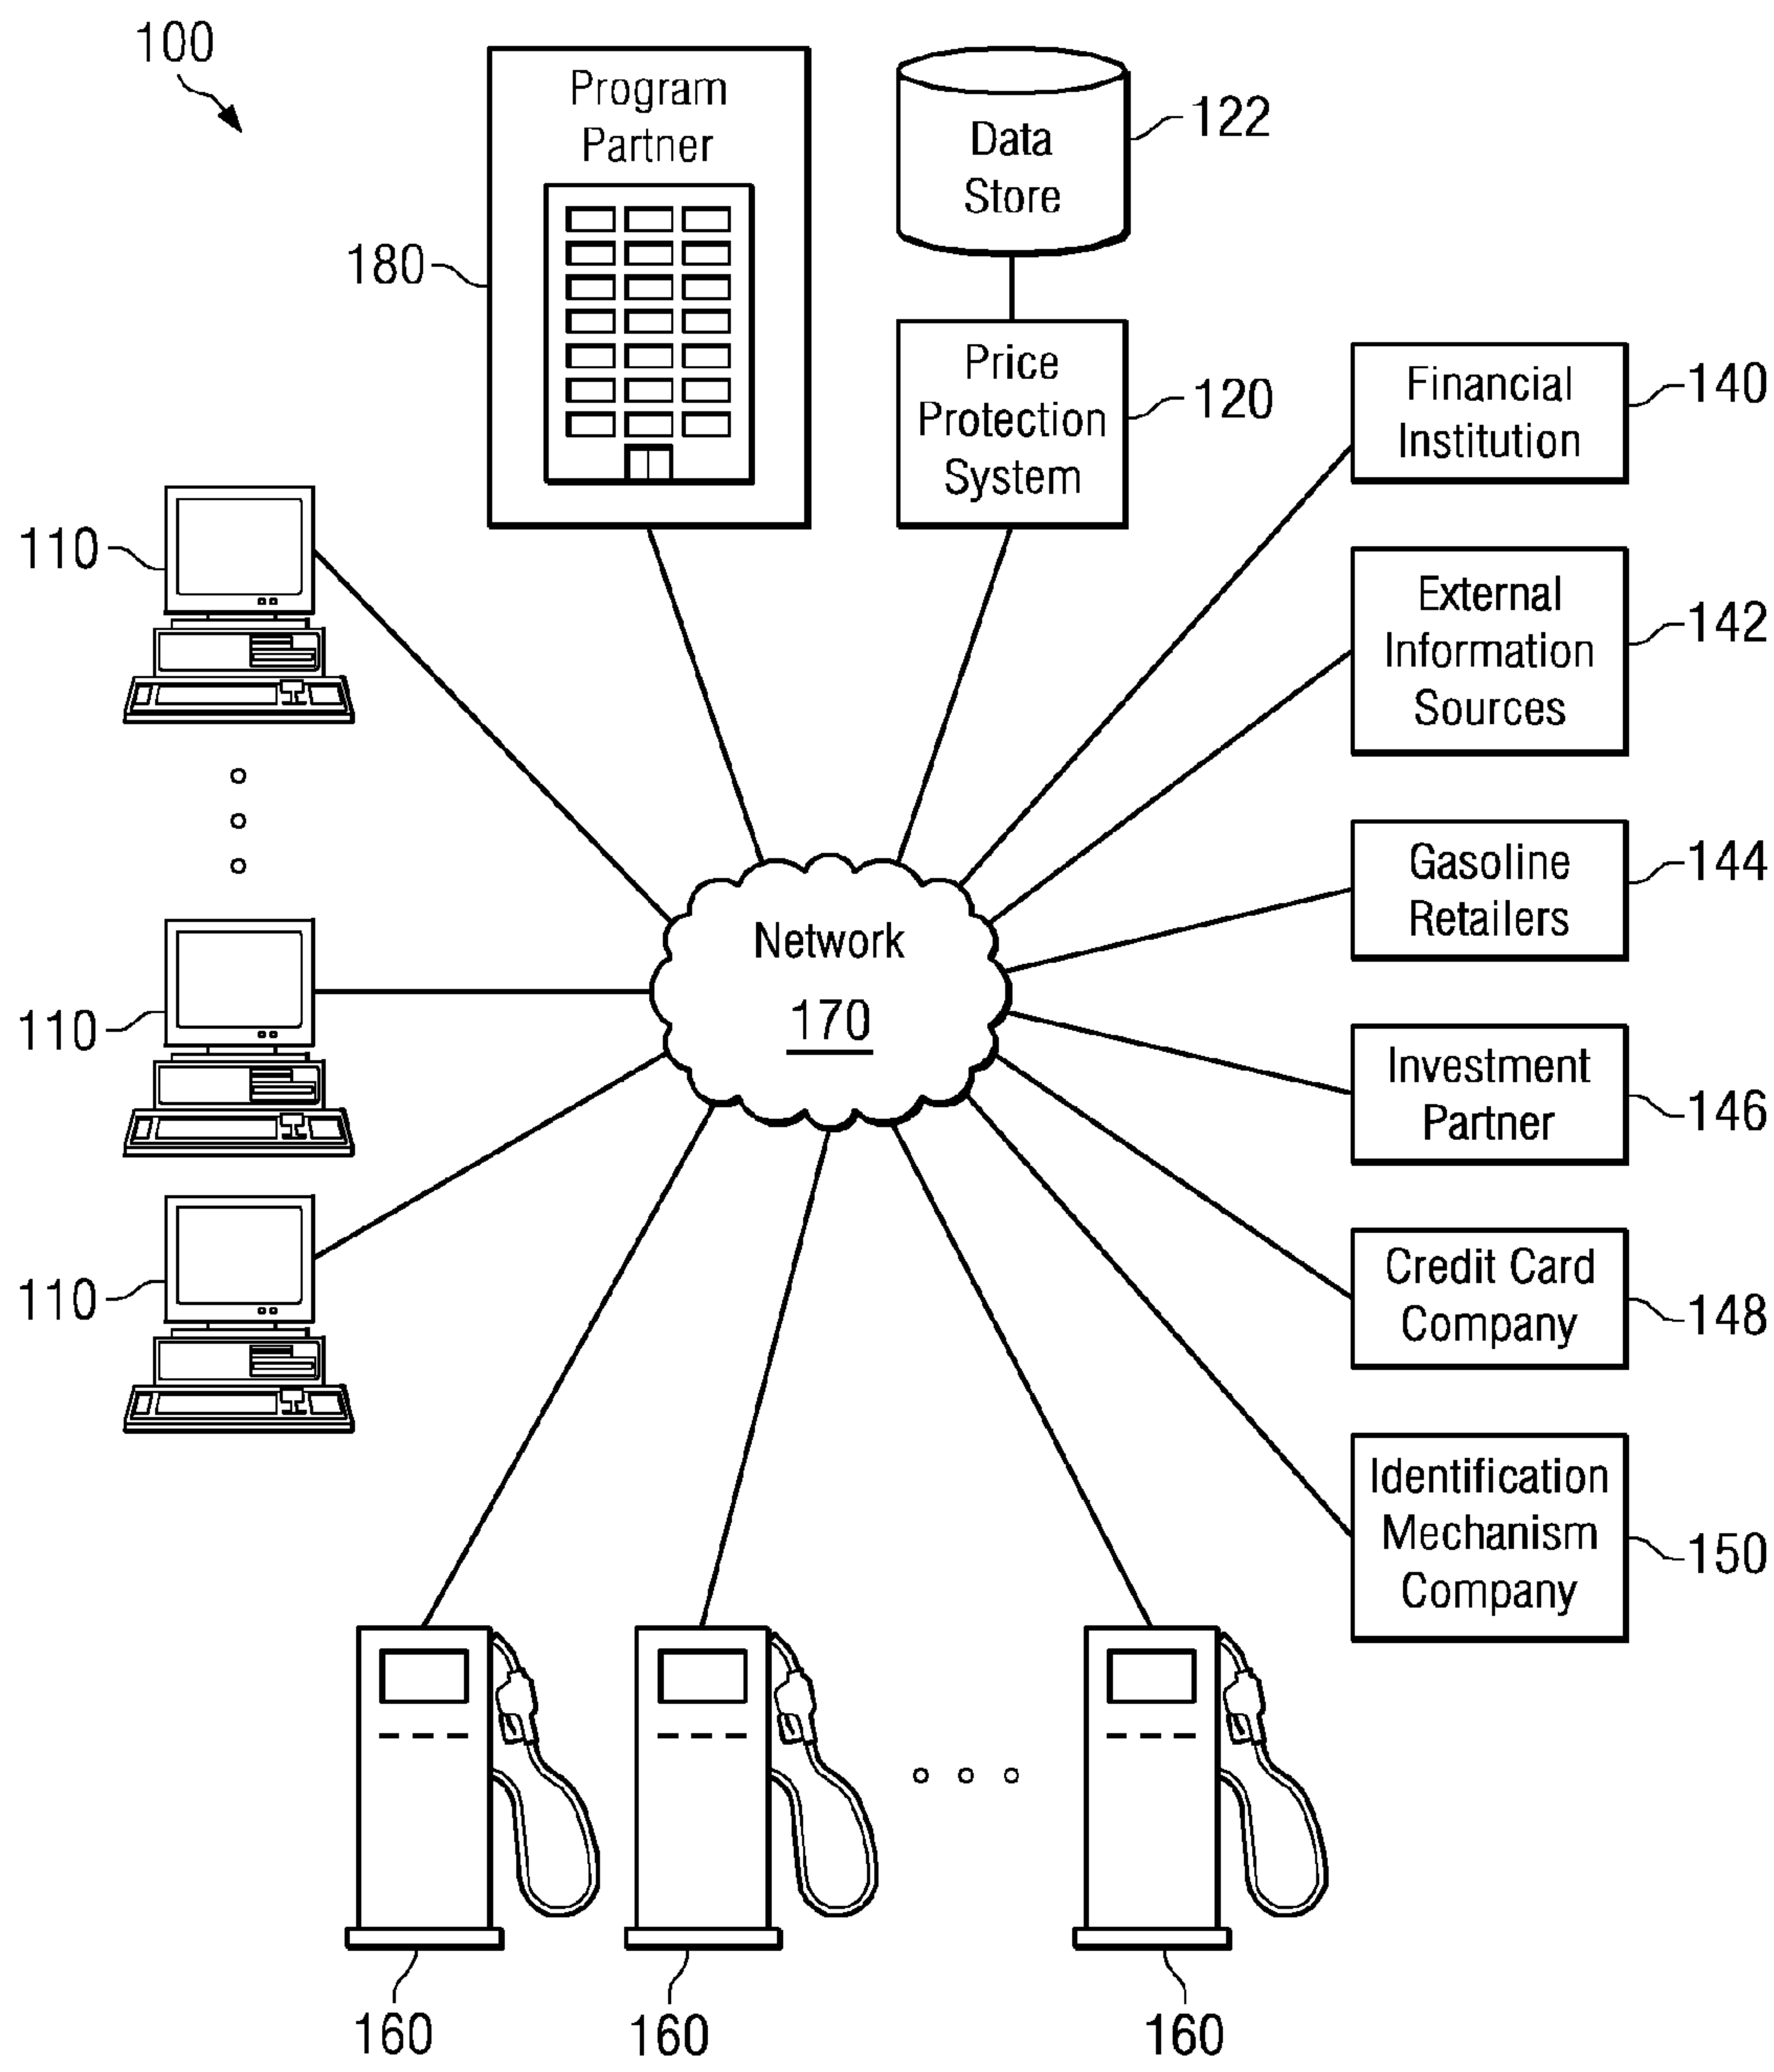 100
Program
Partner
180
Data
Store
122
Price
Protection
System
120
Financial
Institution
140
External
Information
Sources
142
Gasoline
Retailers
144
Investment
Partner
146
Credit Card
Company
148
Identification
Mechanism
Company
150
110
110
110
Network
170
160
160
160